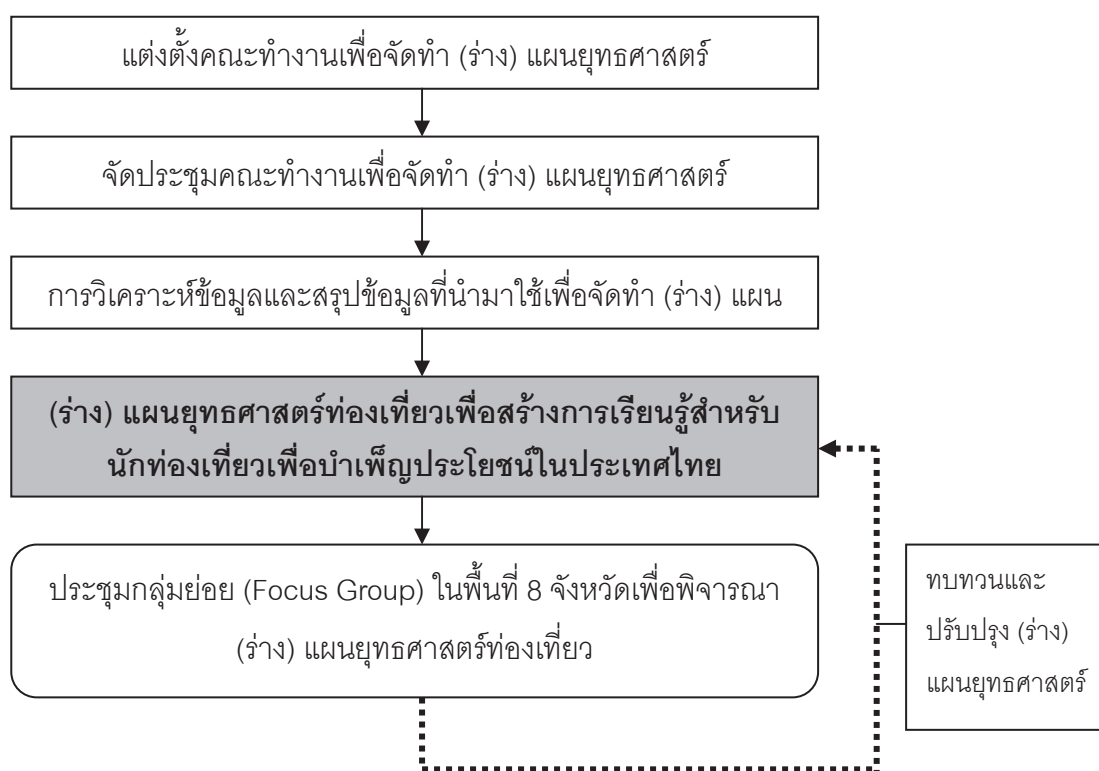 แต่งตั้งคณะทำงานเพื่อจัดทำ (ร่าง) แผนยุทธศาสตร์
จัดประชุมคณะทำงานเพื่อจัดทำ (ร่าง) แผนยุทธศาสตร์
การวิเคราะห์ข้อมูลและสรุปข้อมูลที่นำมาใช้เพื่อจัดทำ (ร่าง) แผน
(ร่าง) แผนยุทธศาสตร์ท่องเที่ยวเพื่อสร้างการเรียนรู้สำหรับ
นักท่องเที่ยวเพื่อบำเพ็ญประโยชน์ในประเทศไทย
ประชุมกลุ่มย่อย (Focus Group) ในพื้นที่ 8 จังหวัดเพื่อพิจารณา
(ร่าง) แผนยุทธศาสตร์ท่องเที่ยว
ทบทวนและ
ปรับปรุง (ร่าง)
แผนยุทธศาสตร์